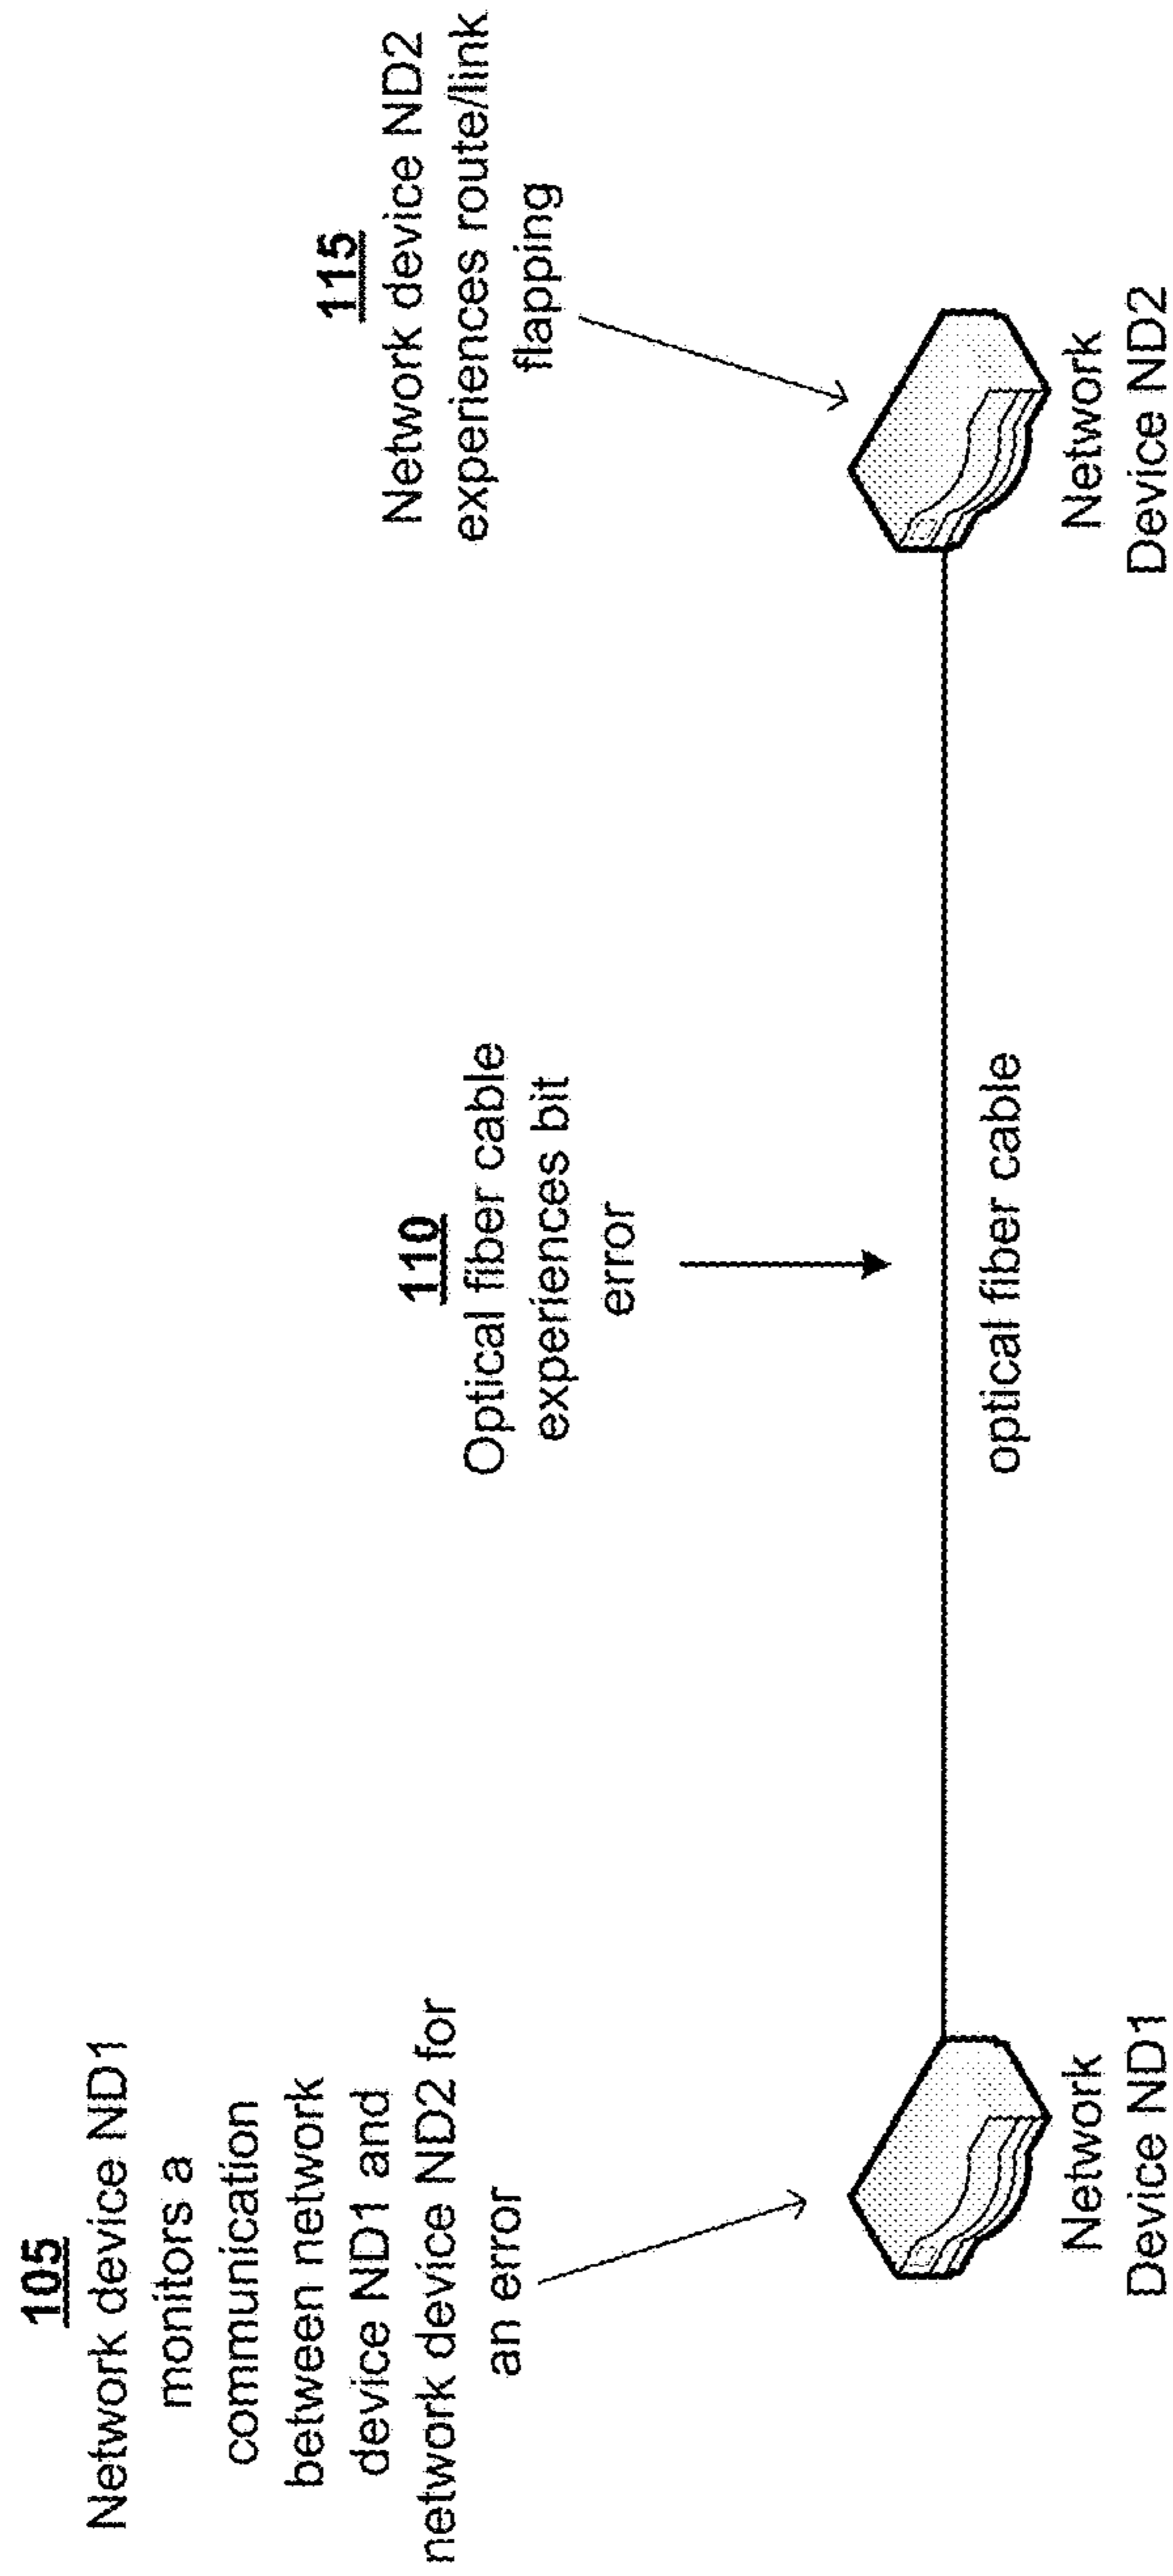 105
Network device ND1
monitors a
communication
between network
device ND1 and
network device ND2 for
an error
110
Optical fiber cable
experiences bit
error
115
Network device ND2
experiences route/link
flapping
optical fiber cable
Network
Device ND1
Network
Device ND2